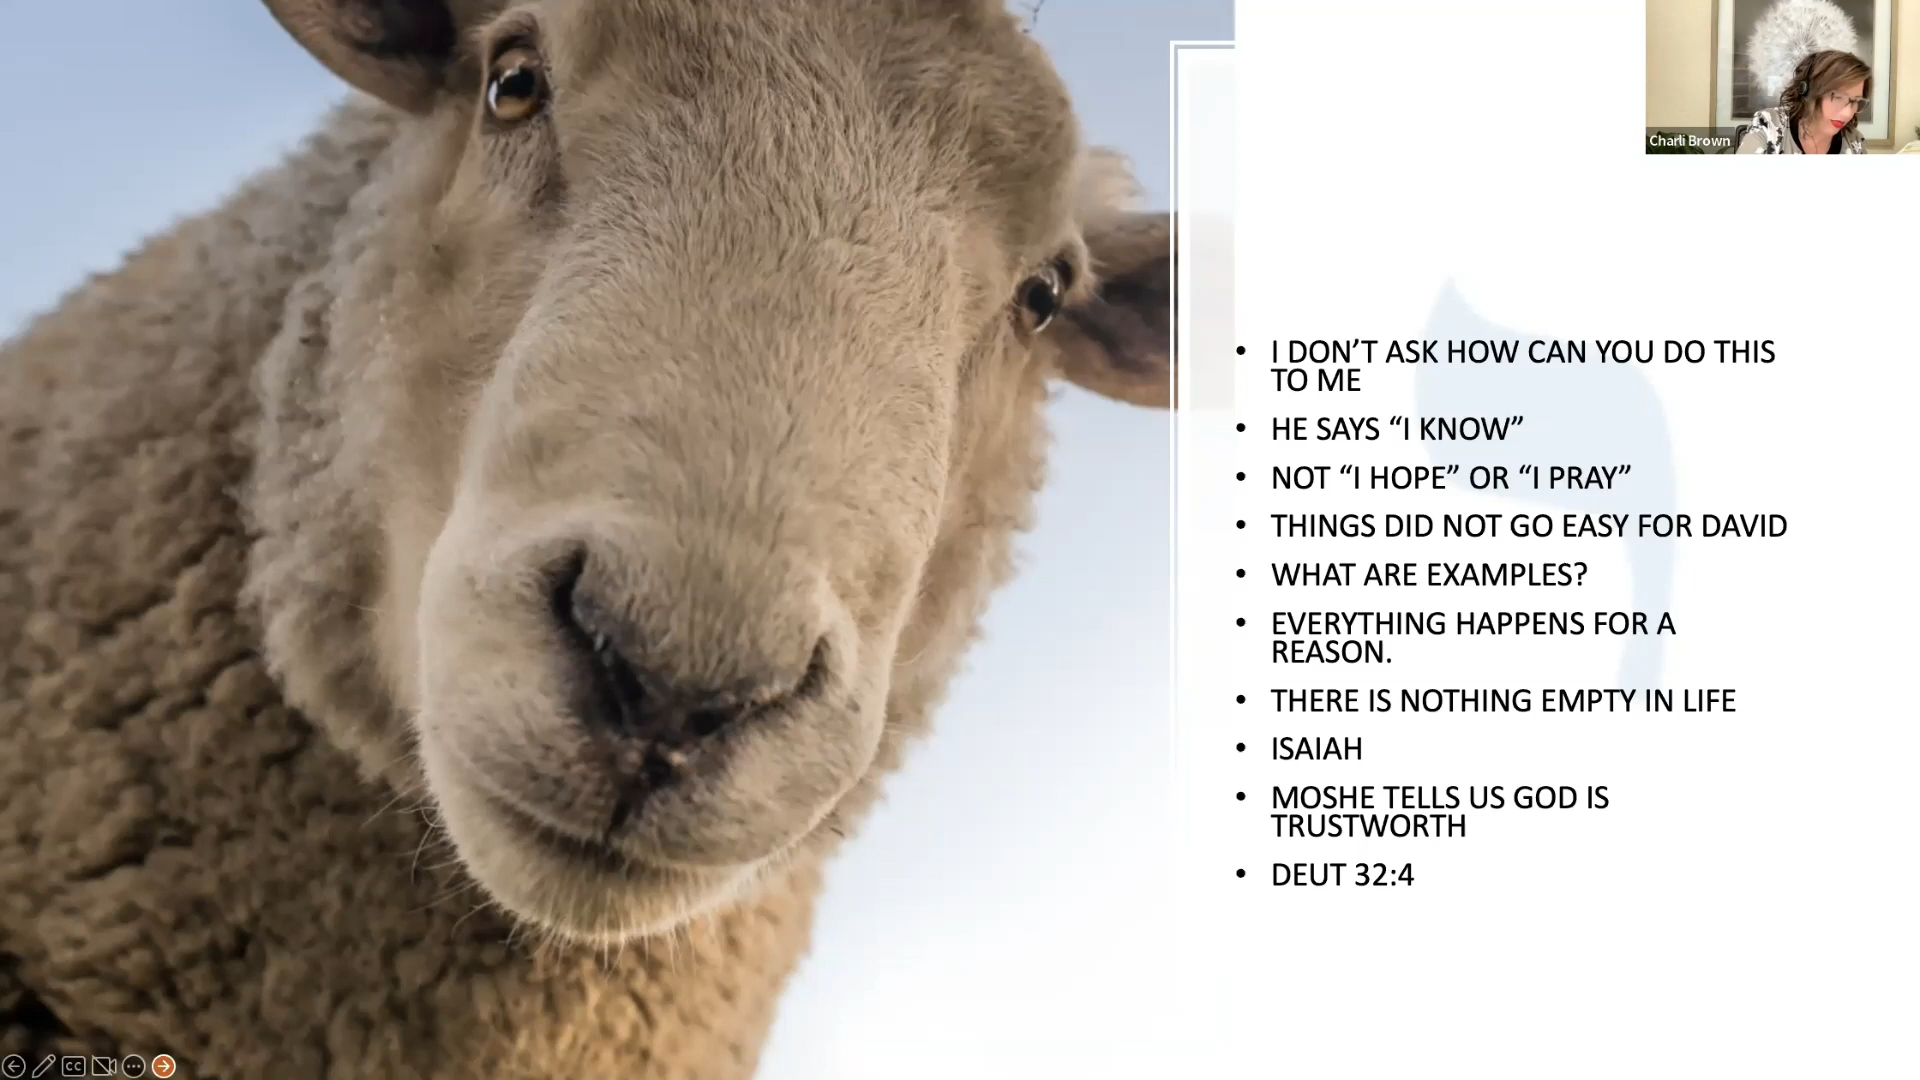 Charli Brown
• I DON’T ASK HOW CAN YOU DO THIS
TO ME
• HE SAYS “I KNOW”
• NOT “I HOPE” OR “I PRAY”
• THINGS DID NOT GO EASY FOR DAVID
• WHAT ARE EXAMPLES?
• EVERYTHING HAPPENS FOR A
REASON.
• THERE IS NOTHING EMPTY IN LIFE
• ISAIAH
• MOSHE TELLS US GOD IS
TRUSTWORTH
• DEUT 32:4
CC